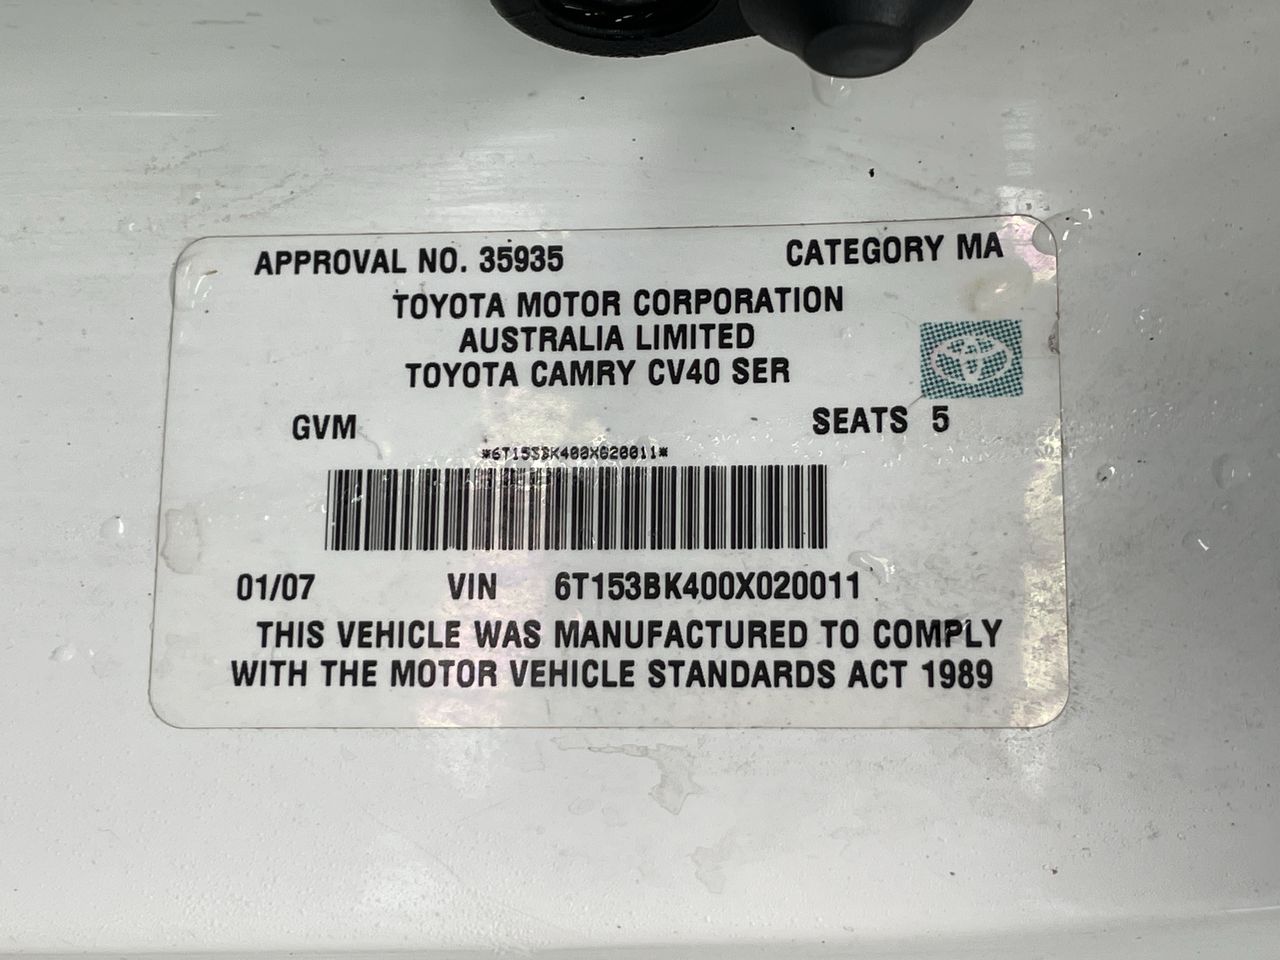 APPROVAL NO. 35935 CATEGORY MA
TOYOTA MOTOR CORPORATION
AUSTRALIA LIMITED
TOYOTA CAMRY CV40 SER
GVM SEATS 5
*6T153BK400X020011*
01/07 VIN 6T153BK400X020011
THIS VEHICLE WAS MANUFACTURED TO COMPLY
WITH THE MOTOR VEHICLE STANDARDS ACT 1989